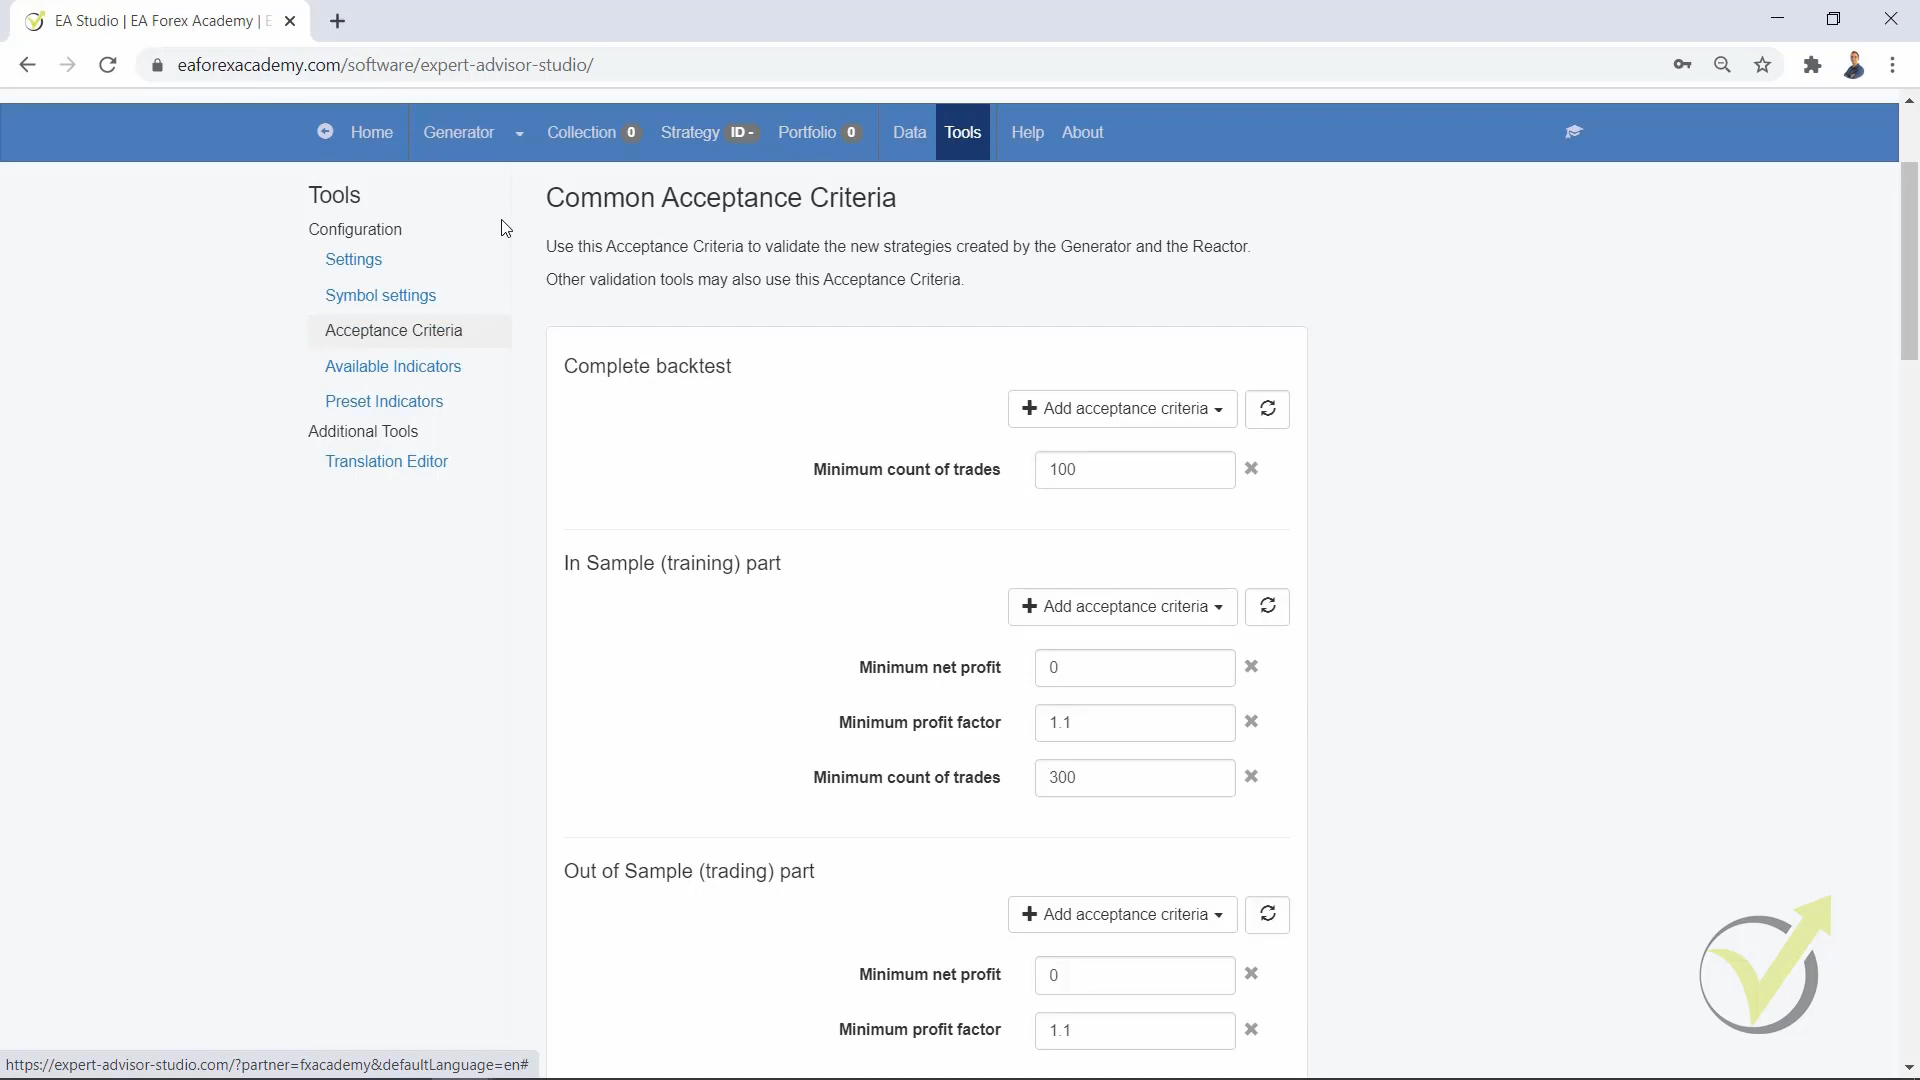 EA Studio | EA Forex Academy | E
eaforexacademy.com/software/expert-advisor-studio/
Home
Generator
Collection 0
Strategy ID -
Portfolio 0
Data
Tools
Help
About
Tools
Configuration
Settings
Symbol settings
Acceptance Criteria
Available Indicators
Preset Indicators
Additional Tools
Translation Editor
Common Acceptance Criteria
Use this Acceptance Criteria to validate the new strategies created by the Generator and the Reactor.
Other validation tools may also use this Acceptance Criteria.
Complete backtest
Add acceptance criteria
Minimum count of trades 100
In Sample (training) part
Add acceptance criteria
Minimum net profit 0
Minimum profit factor 1.1
Minimum count of trades 300
Out of Sample (trading) part
Add acceptance criteria
Minimum net profit 0
Minimum profit factor 1.1
https://expert-advisor-studio.com/?partner=fxacademy&defaultLanguage=en#